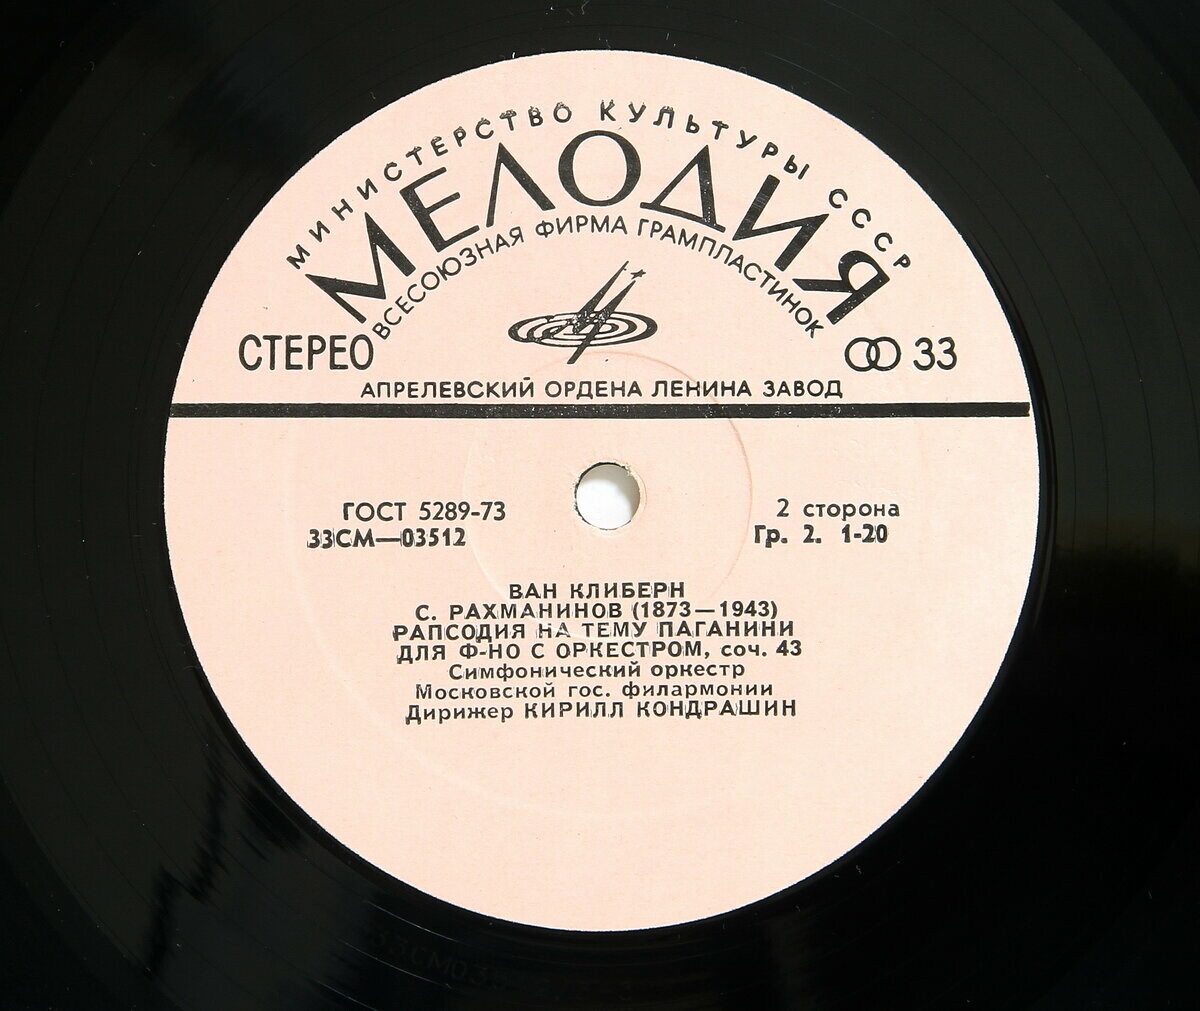 МИНИСТЕРСТВО КУЛЬТУРЫ СССР
МЕЛОДИЯ
ВСЕСОЮЗНАЯ ФИРМА ГРАМПЛАСТИНОК
СТЕРЕО
33
АПРЕЛЕВСКИЙ ОРДЕНА ЛЕНИНА ЗАВОД
ГОСТ 5289-73
33СМ—03512
2 сторона
Гр. 2. 1-20
ВАН КЛИБЕРН
С. РАХМАНИНОВ (1873—1943)
РАПСОДИЯ НА ТЕМУ ПАГАНИНИ
ДЛЯ Ф-НО С ОРКЕСТРОМ, соч. 43
Симфонический оркестр
Московской гос. филармонии
Дирижер КИРИЛЛ КОНДРАШИН